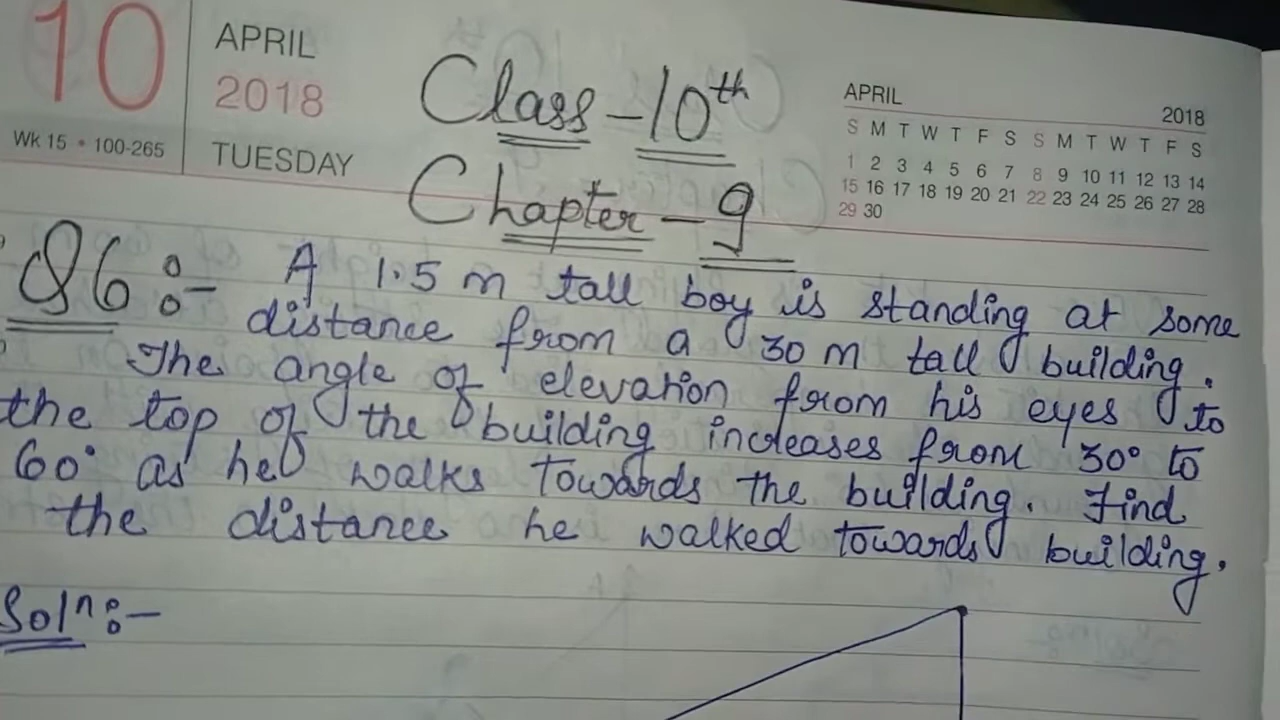 10
APRIL
2018
Wk 15 • 100-265
TUESDAY
Class - 10th
Chapter - 9
APRIL 2018
S M T W T F S S M T W T F S
1 2 3 4 5 6 7 8 9 10 11 12 13 14
15 16 17 18 19 20 21 22 23 24 25 26 27 28
29 30
Q6:- A 1.5 m tall boy is standing at some
distance from a 30 m tall building.
The angle of elevation from his eyes to
the top of the building increases from 30° to
60° as he walks towards the building. Find
the distance he walked towards building.
Soln:-